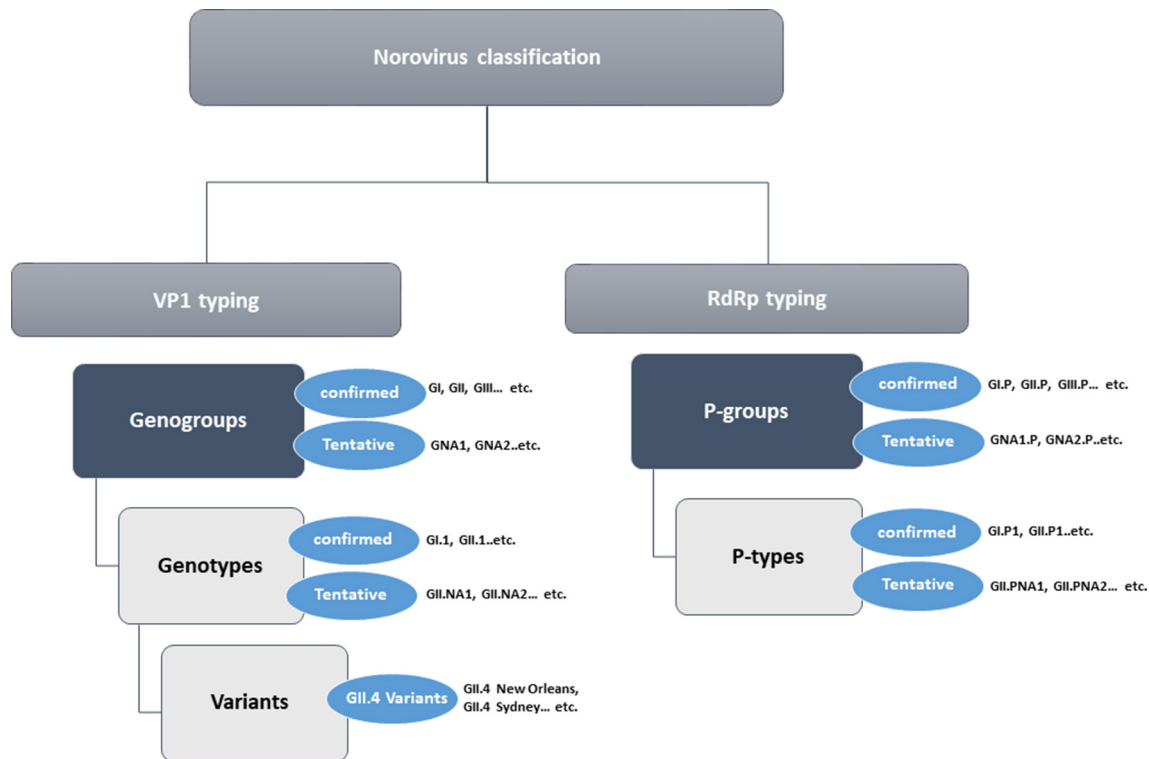 Norovirus classification
VP1 typing
RdRp typing
Genogroups
confirmed
GI, GII, GIII... etc.
Tentative
GNA1, GNA2..etc.
Genotypes
confirmed
GI.1, GII.1..etc.
Tentative
GII.NA1, GII.NA2... etc.
Variants
GII.4 Variants
GII.4 New Orleans,
GII.4 Sydney... etc.
P-groups
confirmed
GI.P, GII.P, GIII.P... etc.
Tentative
GNA1.P, GNA2.P..etc.
P-types
confirmed
GI.P1, GII.P1..etc.
Tentative
GII.PNA1, GII.PNA2... etc.